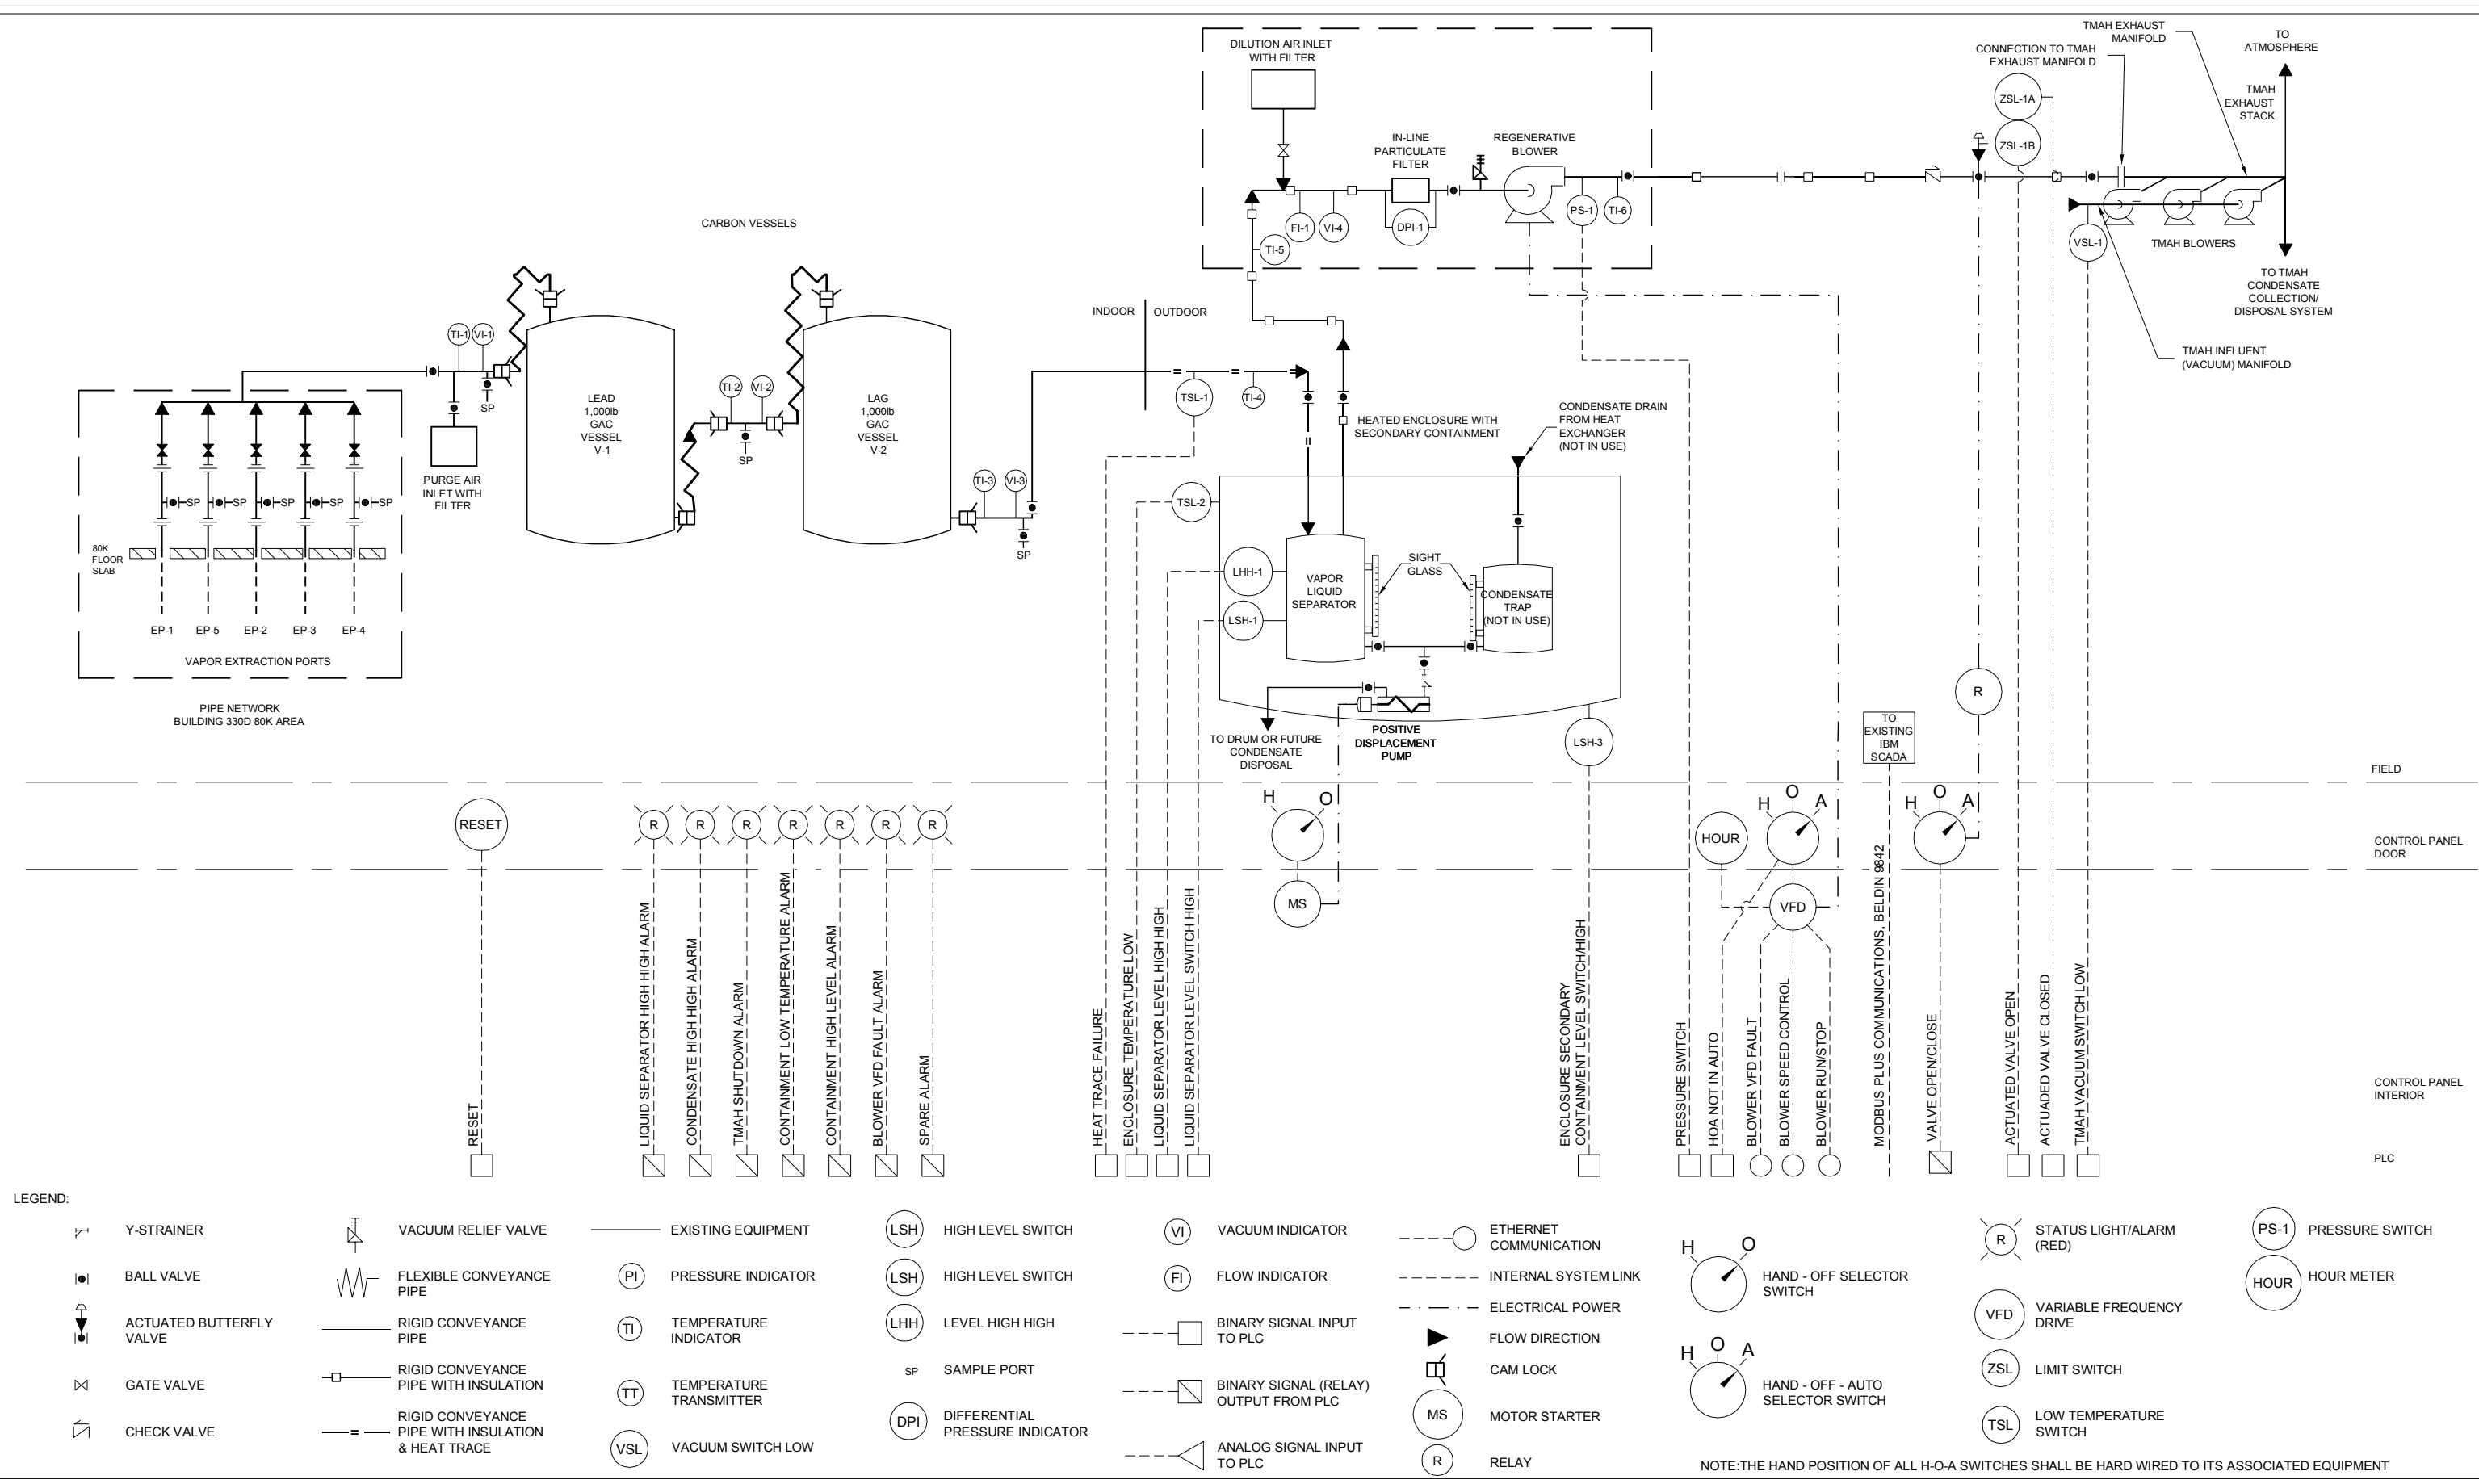 DILUTION AIR INLET
WITH FILTER
IN-LINE
PARTICULATE
FILTER
REGENERATIVE
BLOWER
TMAH EXHAUST
MANIFOLD
CONNECTION TO TMAH
EXHAUST MANIFOLD
TO
ATMOSPHERE
TMAH
EXHAUST
STACK
ZSL-1A
ZSL-1B
FI-1
VI-4
DPI-1
PS-1
TI-6
TI-5
VSL-1
TMAH BLOWERS
TO TMAH
CONDENSATE
COLLECTION/
DISPOSAL SYSTEM
TMAH INFLUENT
(VACUUM) MANIFOLD
CARBON VESSELS
INDOOR
OUTDOOR
TI-1
VI-1
SP
PURGE AIR
INLET WITH
FILTER
LEAD
1,000lb
GAC
VESSEL
V-1
TI-2
VI-2
SP
LAG
1,000lb
GAC
VESSEL
V-2
TI-3
VI-3
SP
TSL-1
TI-4
HEATED ENCLOSURE WITH
SECONDARY CONTAINMENT
CONDENSATE DRAIN
FROM HEAT
EXCHANGER
(NOT IN USE)
SP
SP
SP
SP
SP
80K
FLOOR
SLAB
EP-1
EP-5
EP-2
EP-3
EP-4
VAPOR EXTRACTION PORTS
PIPE NETWORK
BUILDING 330D 80K AREA
TSL-2
LHH-1
LSH-1
VAPOR
LIQUID
SEPARATOR
SIGHT
GLASS
CONDENSATE
TRAP
(NOT IN USE)
TO DRUM OR FUTURE
CONDENSATE
DISPOSAL
POSITIVE
DISPLACEMENT
PUMP
LSH-3
R
TO
EXISTING
IBM
SCADA
FIELD
RESET
R
R
R
R
R
R
R
H
O
MS
HOUR
H
O
A
VFD
H
O
A
CONTROL PANEL
DOOR
RESET
LIQUID SEPARATOR HIGH HIGH ALARM
CONDENSATE HIGH HIGH ALARM
TMAH SHUTDOWN ALARM
CONTAINMENT LOW TEMPERATURE ALARM
CONTAINMENT HIGH LEVEL ALARM
BLOWER VFD FAULT ALARM
SPARE ALARM
HEAT TRACE FAILURE
ENCLOSURE TEMPERATURE LOW
LIQUID SEPARATOR LEVEL HIGH HIGH
LIQUID SEPARATOR LEVEL SWITCH HIGH
ENCLOSURE SECONDARY
CONTAINMENT LEVEL SWITCH/HIGH
PRESSURE SWITCH
HOA NOT IN AUTO
BLOWER VFD FAULT
BLOWER SPEED CONTROL
BLOWER RUN/STOP
MODBUS PLUS COMMUNICATIONS, BELDIN 9842
VALVE OPEN/CLOSE
ACTUATED VALVE OPEN
ACTUADED VALVE CLOSED
TMAH VACUUM SWITCH LOW
CONTROL PANEL
INTERIOR
PLC
LEGEND:
Y-STRAINER
BALL VALVE
ACTUATED BUTTERFLY
VALVE
GATE VALVE
CHECK VALVE
VACUUM RELIEF VALVE
FLEXIBLE CONVEYANCE
PIPE
RIGID CONVEYANCE
PIPE
RIGID CONVEYANCE
PIPE WITH INSULATION
RIGID CONVEYANCE
PIPE WITH INSULATION
& HEAT TRACE
EXISTING EQUIPMENT
PI
PRESSURE INDICATOR
TI
TEMPERATURE
INDICATOR
TT
TEMPERATURE
TRANSMITTER
VSL
VACUUM SWITCH LOW
LSH
HIGH LEVEL SWITCH
LSH
HIGH LEVEL SWITCH
LHH
LEVEL HIGH HIGH
SP
SAMPLE PORT
DPI
DIFFERENTIAL
PRESSURE INDICATOR
VI
VACUUM INDICATOR
FI
FLOW INDICATOR
BINARY SIGNAL INPUT
TO PLC
BINARY SIGNAL (RELAY)
OUTPUT FROM PLC
ANALOG SIGNAL INPUT
TO PLC
ETHERNET
COMMUNICATION
INTERNAL SYSTEM LINK
ELECTRICAL POWER
FLOW DIRECTION
CAM LOCK
MS
MOTOR STARTER
R
RELAY
H
O
HAND - OFF SELECTOR
SWITCH
H
O
A
HAND - OFF - AUTO
SELECTOR SWITCH
R
STATUS LIGHT/ALARM
(RED)
VFD
VARIABLE FREQUENCY
DRIVE
ZSL
LIMIT SWITCH
TSL
LOW TEMPERATURE
SWITCH
PS-1
PRESSURE SWITCH
HOUR
HOUR METER
NOTE:THE HAND POSITION OF ALL H-O-A SWITCHES SHALL BE HARD WIRED TO ITS ASSOCIATED EQUIPMENT